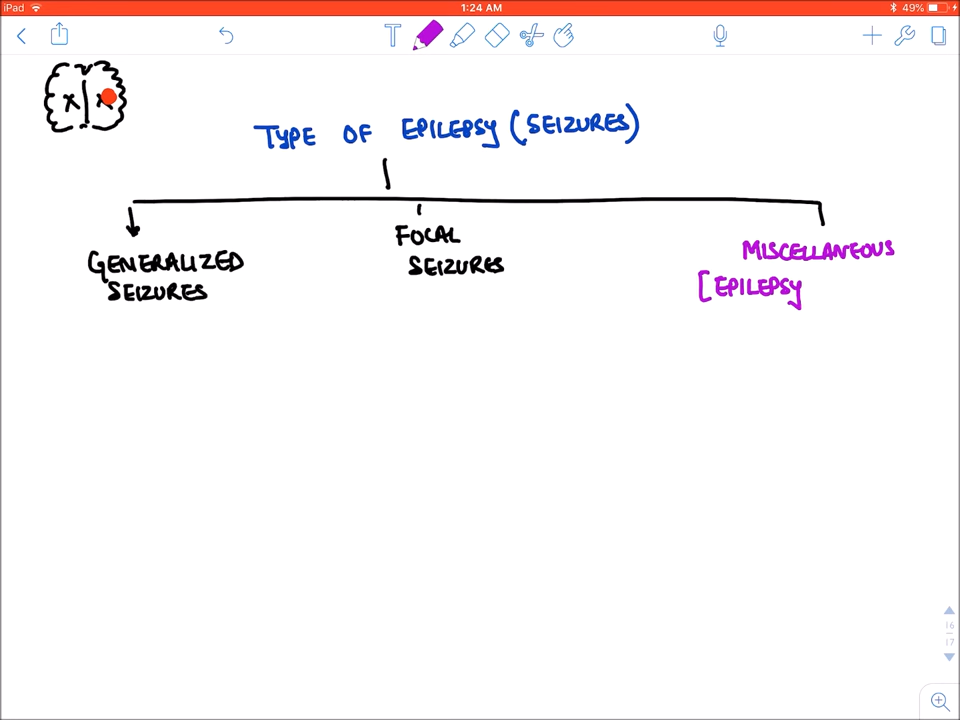 iPad
1:24 AM
49%
T
x x
TYPE OF EPILEPSY (SEIZURES)
GENERALIZED
SEIZURES
FOCAL
SEIZURES
MISCELLANEOUS
[EPILEPSY
16
17